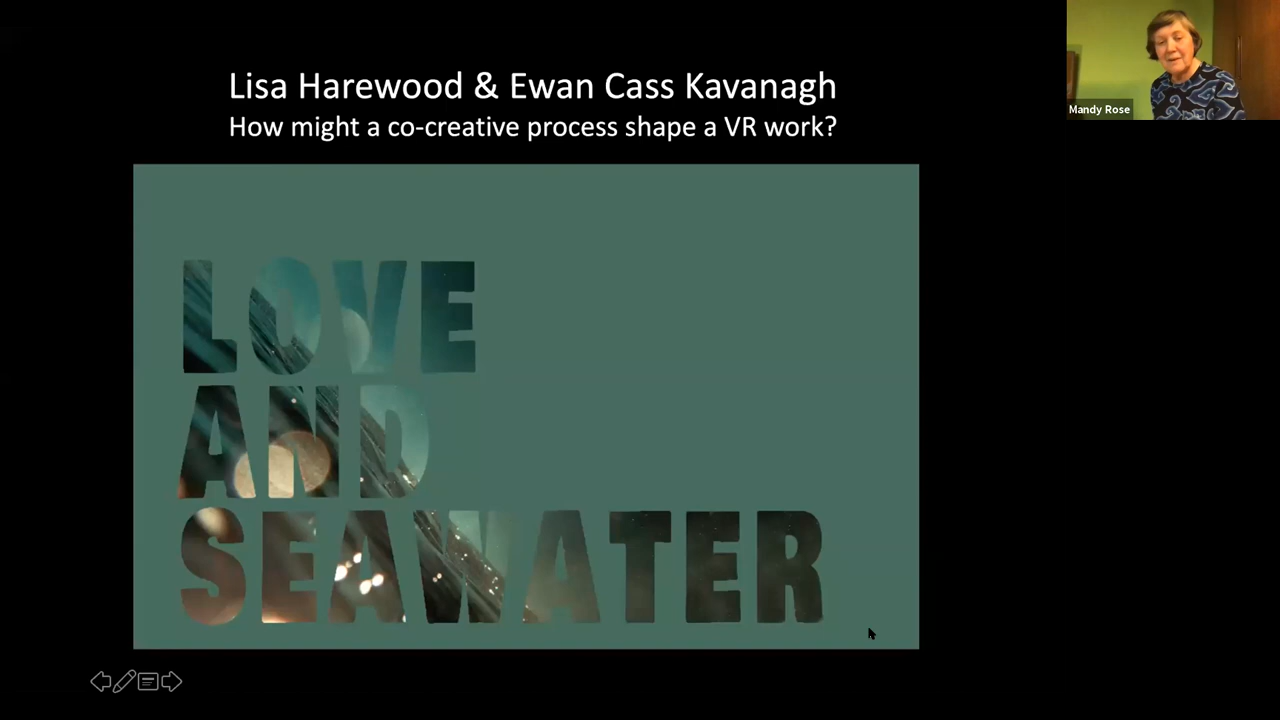 Lisa Harewood & Ewan Cass Kavanagh
How might a co-creative process shape a VR work?
LOVE
AND
SEAWATER
Mandy Rose